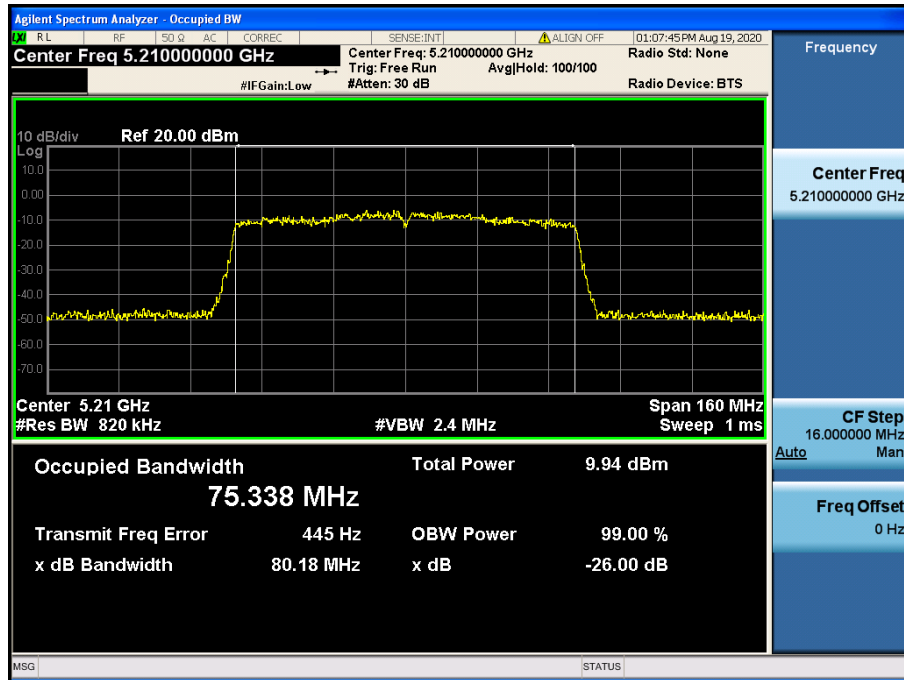 Agilent Spectrum Analyzer - Occupied BW
LXI RL RF 50 Ω AC CORREC SENSE:INT ALIGN OFF 01:07:45 PM Aug 19, 2020
Center Freq 5.210000000 GHz
Center Freq: 5.210000000 GHz
Radio Std: None
Trig: Free Run Avg|Hold: 100/100
#IFGain:Low
#Atten: 30 dB
Radio Device: BTS
10 dB/div Ref 20.00 dBm
Log
10.0
0.00
-10.0
-20.0
-30.0
-40.0
-50.0
-60.0
-70.0
Center 5.21 GHz Span 160 MHz
#Res BW 820 kHz #VBW 2.4 MHz Sweep 1 ms
Occupied Bandwidth Total Power 9.94 dBm
75.338 MHz
Transmit Freq Error 445 Hz OBW Power 99.00 %
x dB Bandwidth 80.18 MHz x dB -26.00 dB
Frequency
Center Freq
5.210000000 GHz
CF Step
16.000000 MHz
Auto Man
Freq Offset
0 Hz
MSG STATUS